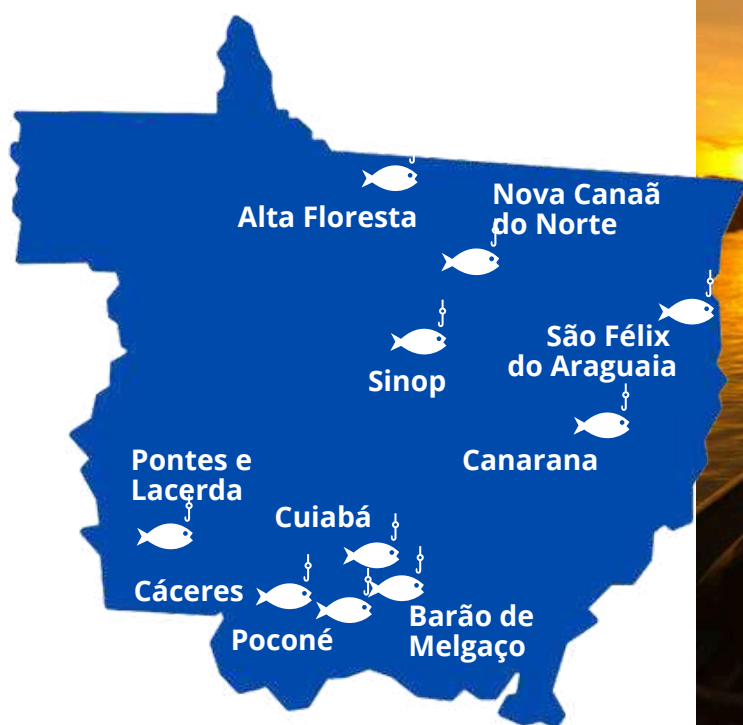 Alta Floresta
Nova Canaã
do Norte
São Félix
do Araguaia
Sinop
Canarana
Pontes e
Lacerda
Cuiabá
Cáceres
Poconé
Barão de
Melgaço